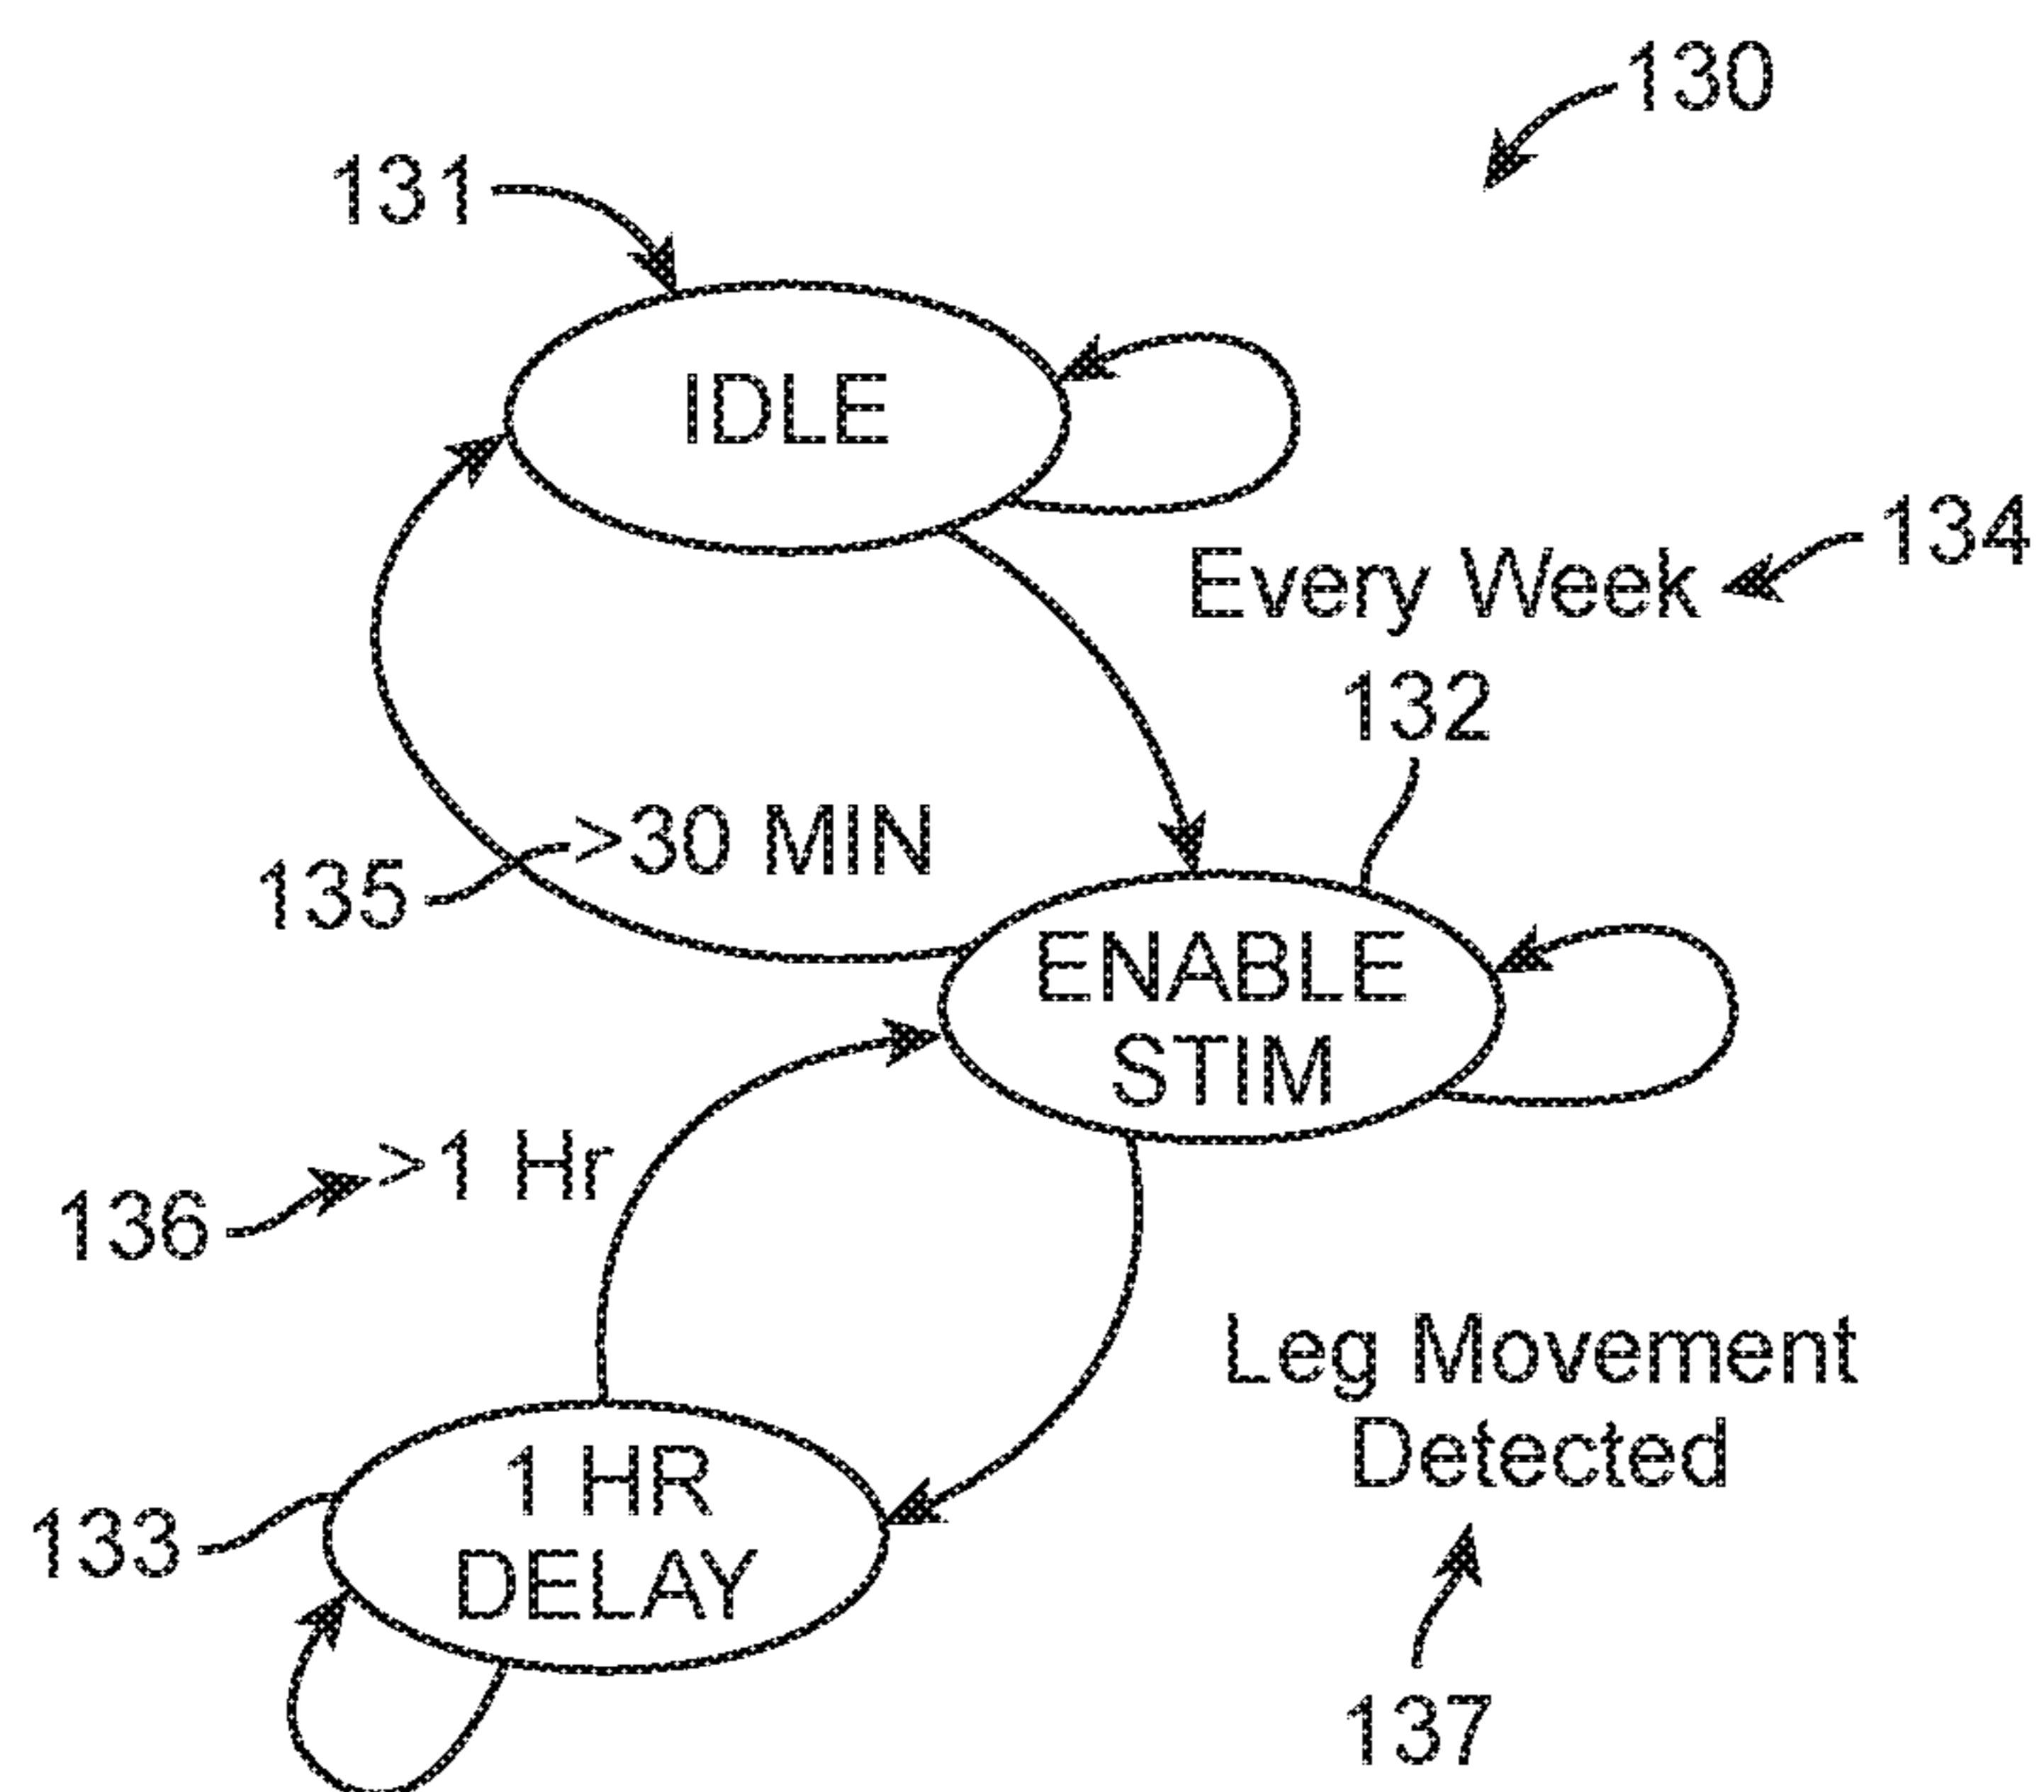 130
131
IDLE
134
Every Week
132
>30 MIN
135
ENABLE
STIM
>1 Hr
136
Leg Movement
Detected
1 HR
DELAY
133
137